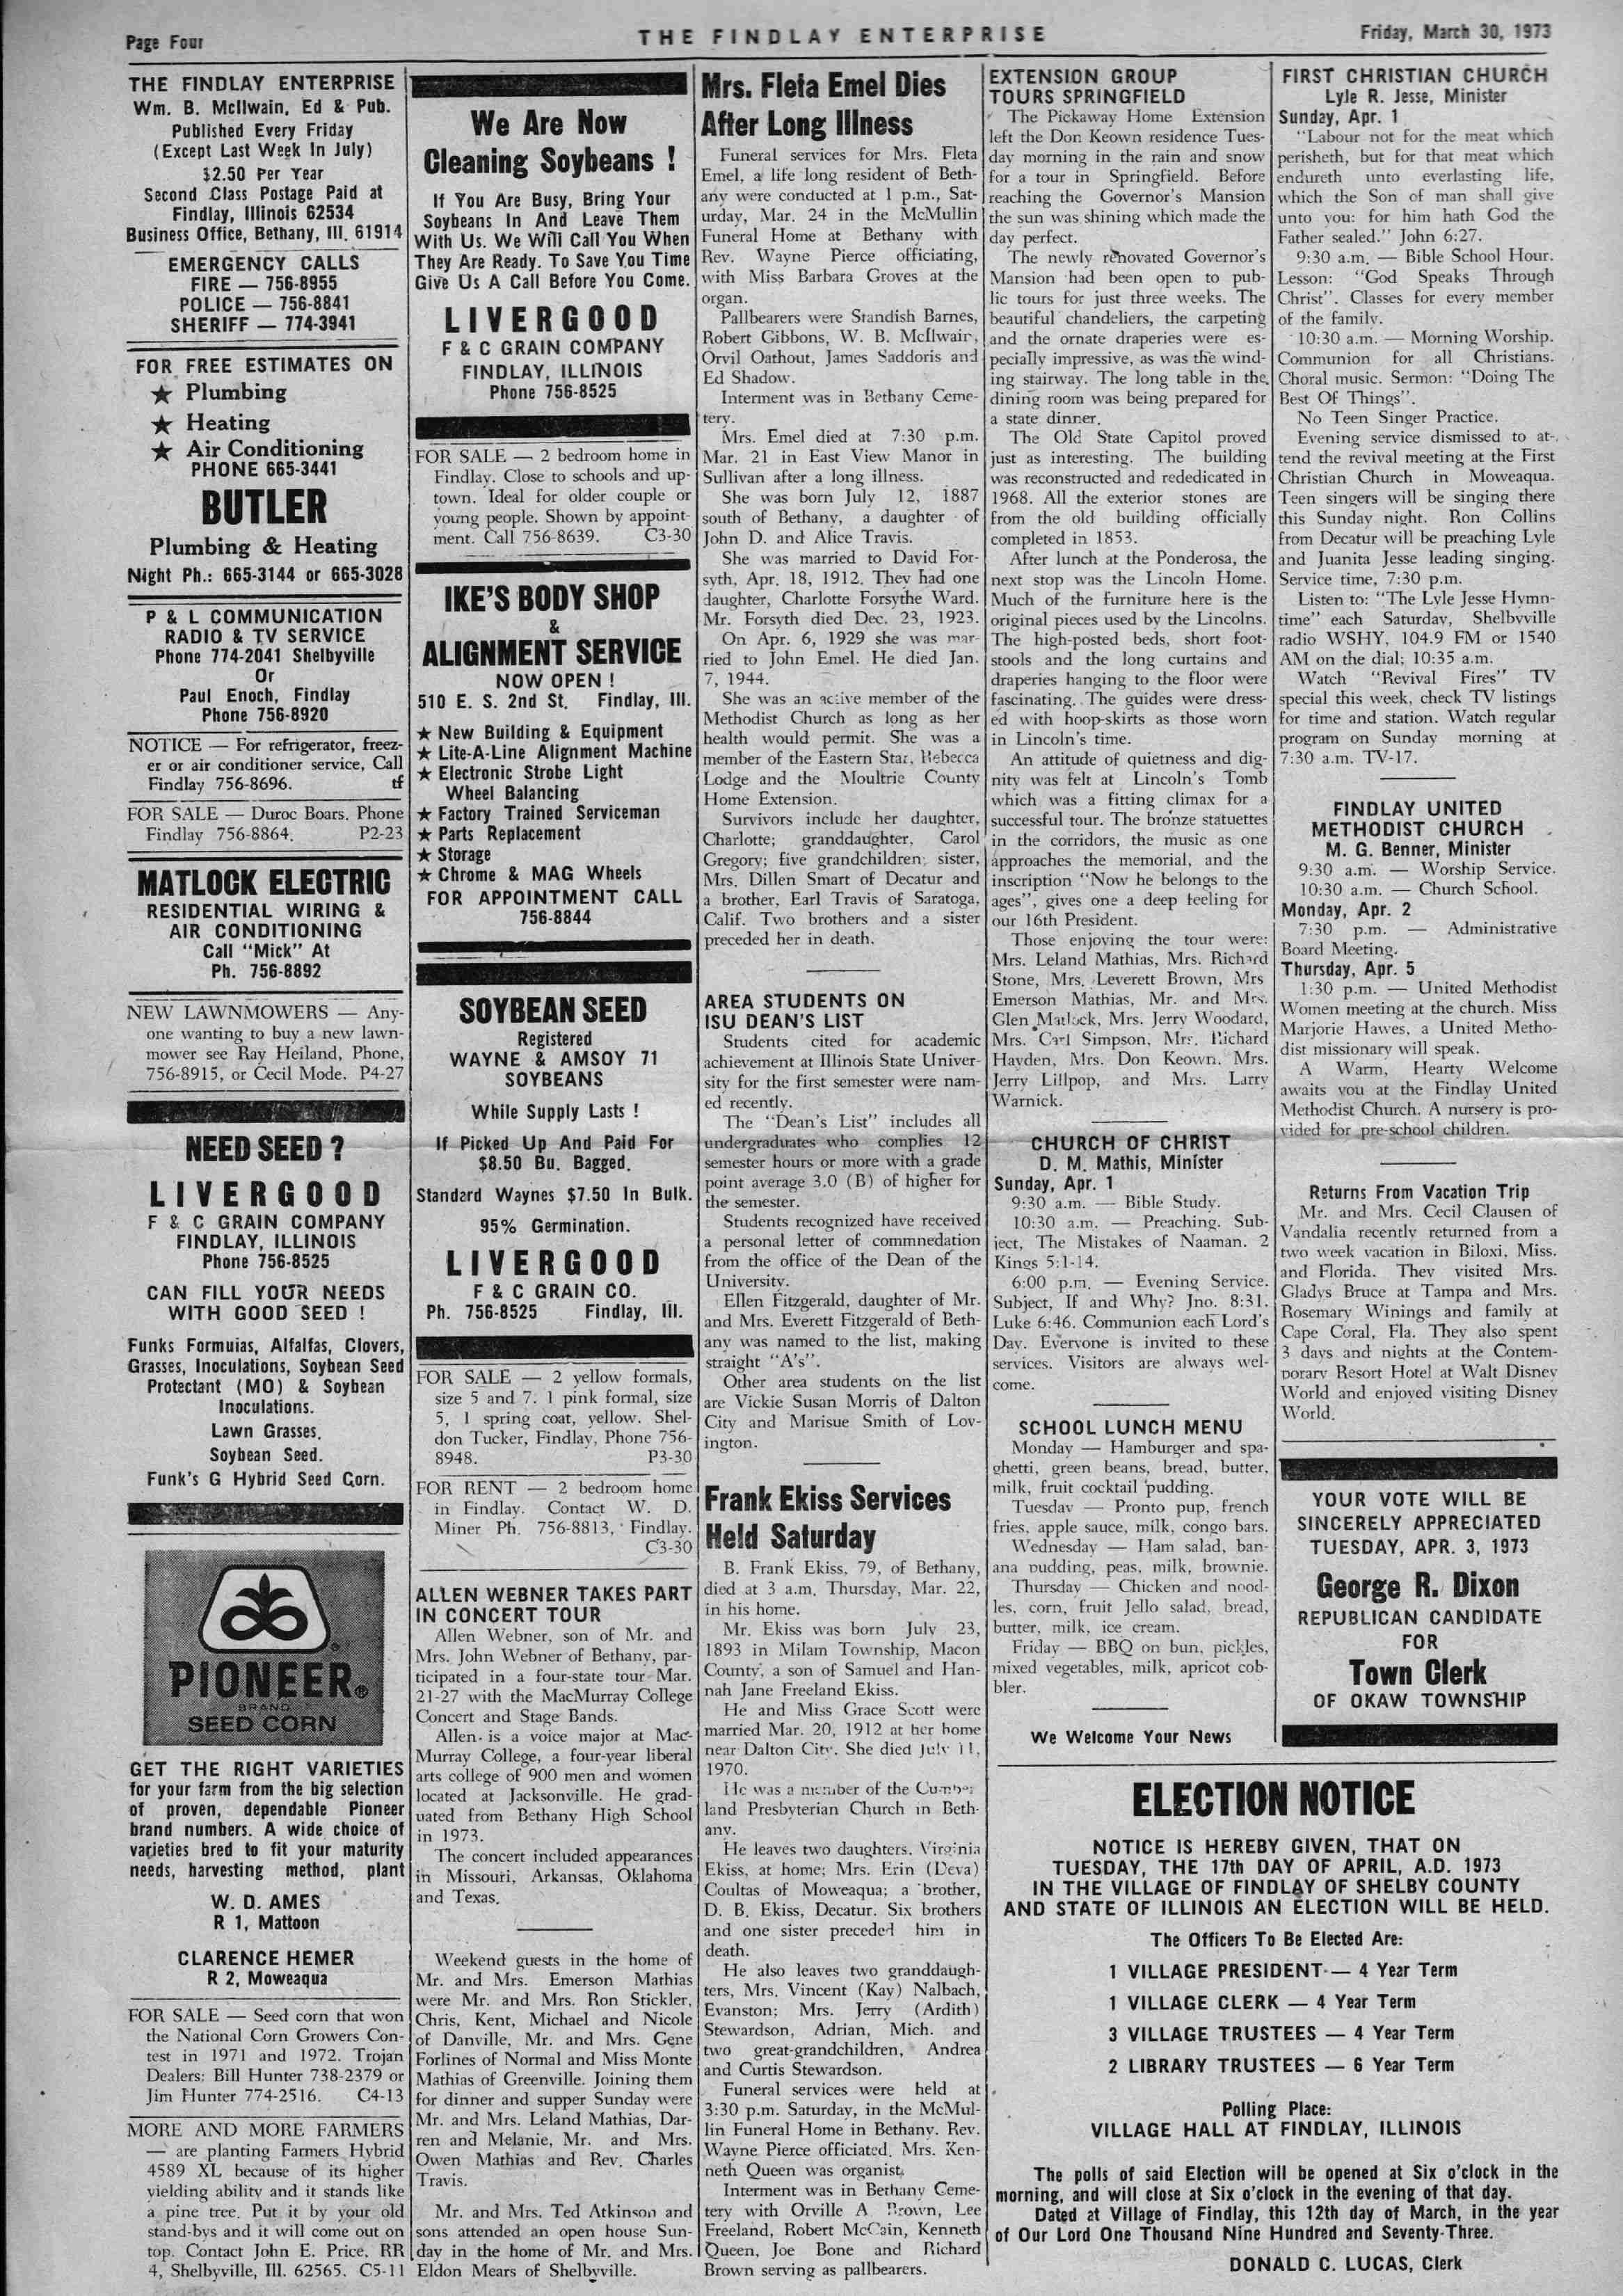 Page Four
THE FINDLAY ENTERPRISE
Friday, March 30, 1973
THE FINDLAY ENTERPRISE
Wm. B. McIlwain, Ed & Pub.
Published Every Friday
(Except Last Week In July)
$2.50 Per Year
Second Class Postage Paid at
Findlay, Illinois 62534
Business Office, Bethany, Ill. 61914
EMERGENCY CALLS
FIRE — 756-8955
POLICE — 756-8841
SHERIFF — 774-3941
FOR FREE ESTIMATES ON
★ Plumbing
★ Heating
★ Air Conditioning
PHONE 665-3441
BUTLER
Plumbing & Heating
Night Ph.: 665-3144 or 665-3028
P & L COMMUNICATION
RADIO & TV SERVICE
Phone 774-2041 Shelbyville
Or
Paul Enoch, Findlay
Phone 756-8920
NOTICE — For refrigerator, freez-
er or air conditioner service, Call
Findlay 756-8696. tf
FOR SALE — Duroc Boars. Phone
Findlay 756-8864. P2-23
MATLOCK ELECTRIC
RESIDENTIAL WIRING &
AIR CONDITIONING
Call "Mick" At
Ph. 756-8892
NEW LAWNMOWERS — Any-
one wanting to buy a new lawn-
mower see Ray Heiland, Phone,
756-8915, or Cecil Mode. P4-27
NEED SEED ?
LIVERGOOD
F & C GRAIN COMPANY
FINDLAY, ILLINOIS
Phone 756-8525
CAN FILL YOUR NEEDS
WITH GOOD SEED !
Funks Formulas, Alfalfas, Clovers,
Grasses, Inoculations, Soybean Seed
Protectant (MO) & Soybean
Inoculations.
Lawn Grasses.
Soybean Seed.
Funk's G Hybrid Seed Corn.
PIONEER®
BRAND
SEED CORN
GET THE RIGHT VARIETIES
for your farm from the big selection
of proven, dependable Pioneer
brand numbers. A wide choice of
varieties bred to fit your maturity
needs, harvesting method, plant
W. D. AMES
R 1, Mattoon
CLARENCE HEMER
R 2, Moweaqua
FOR SALE — Seed corn that won
the National Corn Growers Con-
test in 1971 and 1972. Trojan
Dealers: Bill Hunter 738-2379 or
Jim Hunter 774-2516. C4-13
MORE AND MORE FARMERS
— are planting Farmers Hybrid
4589 XL because of its higher
yielding ability and it stands like
a pine tree. Put it by your old
stand-bys and it will come out on
top. Contact John E. Price, RR
4, Shelbyville, Ill. 62565. C5-11
We Are Now
Cleaning Soybeans !
If You Are Busy, Bring Your
Soybeans In And Leave Them
With Us. We Will Call You When
They Are Ready. To Save You Time
Give Us A Call Before You Come.
LIVERGOOD
F & C GRAIN COMPANY
FINDLAY, ILLINOIS
Phone 756-8525
FOR SALE — 2 bedroom home in
Findlay. Close to schools and up-
town. Ideal for older couple or
young people. Shown by appoint-
ment. Call 756-8639. C3-30
IKE'S BODY SHOP
&
ALIGNMENT SERVICE
NOW OPEN !
510 E. S. 2nd St. Findlay, Ill.
★ New Building & Equipment
★ Lite-A-Line Alignment Machine
★ Electronic Strobe Light
Wheel Balancing
★ Factory Trained Serviceman
★ Parts Replacement
★ Storage
★ Chrome & MAG Wheels
FOR APPOINTMENT CALL
756-8844
SOYBEAN SEED
Registered
WAYNE & AMSOY 71
SOYBEANS
While Supply Lasts !
If Picked Up And Paid For
$8.50 Bu. Bagged.
Standard Waynes $7.50 In Bulk.
95% Germination.
LIVERGOOD
F & C GRAIN CO.
Ph. 756-8525 Findlay, Ill.
FOR SALE — 2 yellow formals,
size 5 and 7. 1 pink formal, size
5, 1 spring coat, yellow. Shel-
don Tucker, Findlay, Phone 756-
8948. P3-30
FOR RENT — 2 bedroom home
in Findlay. Contact W. D.
Miner Ph. 756-8813, Findlay.
C3-30
ALLEN WEBNER TAKES PART
IN CONCERT TOUR
Allen Webner, son of Mr. and
Mrs. John Webner of Bethany, par-
ticipated in a four-state tour Mar.
21-27 with the MacMurray College
Concert and Stage Bands.
Allen is a voice major at Mac-
Murray College, a four-year liberal
arts college of 900 men and women
located at Jacksonville. He grad-
uated from Bethany High School
in 1973.
The concert included appearances
in Missouri, Arkansas, Oklahoma
and Texas.
Weekend guests in the home of
Mr. and Mrs. Emerson Mathias
were Mr. and Mrs. Ron Stickler,
Chris, Kent, Michael and Nicole
of Danville, Mr. and Mrs. Gene
Forlines of Normal and Miss Monte
Mathias of Greenville. Joining them
for dinner and supper Sunday were
Mr. and Mrs. Leland Mathias, Dar-
ren and Melanie, Mr. and Mrs.
Owen Mathias and Rev. Charles
Travis.
Mr. and Mrs. Ted Atkinson and
sons attended an open house Sun-
day in the home of Mr. and Mrs.
Eldon Mears of Shelbyville.
Mrs. Fleta Emel Dies
After Long Illness
Funeral services for Mrs. Fleta
Emel, a life long resident of Beth-
any were conducted at 1 p.m., Sat-
urday, Mar. 24 in the McMullin
Funeral Home at Bethany with
Rev. Wayne Pierce officiating,
with Miss Barbara Groves at the
organ.
Pallbearers were Standish Barnes,
Robert Gibbons, W. B. McIlwair,
Orvil Oathout, James Saddoris and
Ed Shadow.
Interment was in Bethany Ceme-
tery.
Mrs. Emel died at 7:30 p.m.
Mar. 21 in East View Manor in
Sullivan after a long illness.
She was born July 12, 1887
south of Bethany, a daughter of
John D. and Alice Travis.
She was married to David For-
syth, Apr. 18, 1912. They had one
daughter, Charlotte Forsythe Ward.
Mr. Forsyth died Dec. 23, 1923.
On Apr. 6, 1929 she was mar-
ried to John Emel. He died Jan.
7, 1944.
She was an active member of the
Methodist Church as long as her
health would permit. She was a
member of the Eastern Star, Rebecca
Lodge and the Moultrie County
Home Extension.
Survivors include her daughter,
Charlotte; granddaughter, Carol
Gregory; five grandchildren; sister,
Mrs. Dillen Smart of Decatur and
a brother, Earl Travis of Saratoga,
Calif. Two brothers and a sister
preceded her in death.
AREA STUDENTS ON
ISU DEAN'S LIST
Students cited for academic
achievement at Illinois State Univer-
sity for the first semester were nam-
ed recently.
The "Dean's List" includes all
undergraduates who complies 12
semester hours or more with a grade
point average 3.0 (B) of higher for
the semester.
Students recognized have received
a personal letter of commnedation
from the office of the Dean of the
University.
Ellen Fitzgerald, daughter of Mr.
and Mrs. Everett Fitzgerald of Beth-
any was named to the list, making
straight "A's".
Other area students on the list
are Vickie Susan Morris of Dalton
City and Marisue Smith of Lov-
ington.
Frank Ekiss Services
Held Saturday
B. Frank Ekiss, 79, of Bethany,
died at 3 a.m. Thursday, Mar. 22,
in his home.
Mr. Ekiss was born July 23,
1893 in Milam Township, Macon
County, a son of Samuel and Han-
nah Jane Freeland Ekiss.
He and Miss Grace Scott were
married Mar. 20, 1912 at her home
near Dalton City. She died July 11,
1970.
He was a member of the Cumber
land Presbyterian Church in Beth-
any.
He leaves two daughters, Virginia
Ekiss, at home; Mrs. Erin (Deva)
Coultas of Moweaqua; a brother,
D. B. Ekiss, Decatur. Six brothers
and one sister preceded him in
death.
He also leaves two granddaugh-
ters, Mrs. Vincent (Kay) Nalbach,
Evanston; Mrs. Jerry (Ardith)
Stewardson, Adrian, Mich. and
two great-grandchildren, Andrea
and Curtis Stewardson.
Funeral services were held at
3:30 p.m. Saturday, in the McMul-
lin Funeral Home in Bethany. Rev.
Wayne Pierce officiated. Mrs. Ken-
neth Queen was organist.
Interment was in Bethany Ceme-
tery with Orville A Brown, Lee
Freeland, Robert McCain, Kenneth
Queen, Joe Bone and Richard
Brown serving as pallbearers.
EXTENSION GROUP
TOURS SPRINGFIELD
The Pickaway Home Extension
left the Don Keown residence Tues-
day morning in the rain and snow
for a tour in Springfield. Before
reaching the Governor's Mansion
the sun was shining which made the
day perfect.
The newly renovated Governor's
Mansion had been open to pub-
lic tours for just three weeks. The
beautiful chandeliers, the carpeting
and the ornate draperies were es-
pecially impressive, as was the wind-
ing stairway. The long table in the
dining room was being prepared for
a state dinner.
The Old State Capitol proved
just as interesting. The building
was reconstructed and rededicated in
1968. All the exterior stones are
from the old building officially
completed in 1853.
After lunch at the Ponderosa, the
next stop was the Lincoln Home.
Much of the furniture here is the
original pieces used by the Lincolns.
The high-posted beds, short foot-
stools and the long curtains and
draperies hanging to the floor were
fascinating. The guides were dress-
ed with hoop-skirts as those worn
in Lincoln's time.
An attitude of quietness and dig-
nity was felt at Lincoln's Tomb
which was a fitting climax for a
successful tour. The bronze statuettes
in the corridors, the music as one
approaches the memorial, and the
inscription "Now he belongs to the
ages", gives one a deep feeling for
our 16th President.
Those enjoying the tour were:
Mrs. Leland Mathias, Mrs. Richard
Stone, Mrs. Leverett Brown, Mrs
Emerson Mathias, Mr. and Mrs.
Glen Matlock, Mrs. Jerry Woodard,
Mrs. Carl Simpson, Mrs. Richard
Hayden, Mrs. Don Keown. Mrs.
Jerry Lillpop, and Mrs. Larry
Warnick.
CHURCH OF CHRIST
D. M. Mathis, Minister
Sunday, Apr. 1
9:30 a.m. — Bible Study.
10:30 a.m. — Preaching. Sub-
ject, The Mistakes of Naaman. 2
Kings 5:1-14.
6:00 p.m. — Evening Service.
Subject, If and Why? Jno. 8:31.
Luke 6:46. Communion each Lord's
Day. Everyone is invited to these
services. Visitors are always wel-
come.
SCHOOL LUNCH MENU
Monday — Hamburger and spa-
ghetti, green beans, bread, butter,
milk, fruit cocktail pudding.
Tuesday — Pronto pup, french
fries, apple sauce, milk, congo bars.
Wednesday — Ham salad, ban-
ana pudding, peas, milk, brownie.
Thursday — Chicken and nood-
les, corn, fruit Jello salad, bread,
butter, milk, ice cream.
Friday — BBQ on bun, pickles,
mixed vegetables, milk, apricot cob-
bler.
We Welcome Your News
FIRST CHRISTIAN CHURCH
Lyle R. Jesse, Minister
Sunday, Apr. 1
"Labour not for the meat which
perisheth, but for that meat which
endureth unto everlasting life,
which the Son of man shall give
unto you: for him hath God the
Father sealed." John 6:27.
9:30 a.m. — Bible School Hour.
Lesson: "God Speaks Through
Christ". Classes for every member
of the family.
10:30 a.m. — Morning Worship.
Communion for all Christians.
Choral music. Sermon: "Doing The
Best Of Things".
No Teen Singer Practice.
Evening service dismissed to at-
tend the revival meeting at the First
Christian Church in Moweaqua.
Teen singers will be singing there
this Sunday night. Ron Collins
from Decatur will be preaching Lyle
and Juanita Jesse leading singing.
Service time, 7:30 p.m.
Listen to: "The Lyle Jesse Hymn-
time" each Saturday, Shelbyville
radio WSHY, 104.9 FM or 1540
AM on the dial; 10:35 a.m.
Watch "Revival Fires" TV
special this week, check TV listings
for time and station. Watch regular
program on Sunday morning at
7:30 a.m. TV-17.
FINDLAY UNITED
METHODIST CHURCH
M. G. Benner, Minister
9:30 a.m. — Worship Service.
10:30 a.m. — Church School.
Monday, Apr. 2
7:30 p.m. — Administrative
Board Meeting.
Thursday, Apr. 5
1:30 p.m. — United Methodist
Women meeting at the church. Miss
Marjorie Hawes, a United Metho-
dist missionary will speak.
A Warm, Hearty Welcome
awaits you at the Findlay United
Methodist Church. A nursery is pro-
vided for pre-school children.
Returns From Vacation Trip
Mr. and Mrs. Cecil Clausen of
Vandalia recently returned from a
two week vacation in Biloxi, Miss.
and Florida. They visited Mrs.
Gladys Bruce at Tampa and Mrs.
Rosemary Winings and family at
Cape Coral, Fla. They also spent
3 days and nights at the Contem-
porary Resort Hotel at Walt Disney
World and enjoyed visiting Disney
World.
YOUR VOTE WILL BE
SINCERELY APPRECIATED
TUESDAY, APR. 3, 1973
George R. Dixon
REPUBLICAN CANDIDATE
FOR
Town Clerk
OF OKAW TOWNSHIP
ELECTION NOTICE
NOTICE IS HEREBY GIVEN, THAT ON
TUESDAY, THE 17th DAY OF APRIL, A.D. 1973
IN THE VILLAGE OF FINDLAY OF SHELBY COUNTY
AND STATE OF ILLINOIS AN ELECTION WILL BE HELD.
The Officers To Be Elected Are:
1 VILLAGE PRESIDENT — 4 Year Term
1 VILLAGE CLERK — 4 Year Term
3 VILLAGE TRUSTEES — 4 Year Term
2 LIBRARY TRUSTEES — 6 Year Term
Polling Place:
VILLAGE HALL AT FINDLAY, ILLINOIS
The polls of said Election will be opened at Six o'clock in the
morning, and will close at Six o'clock in the evening of that day.
Dated at Village of Findlay, this 12th day of March, in the year
of Our Lord One Thousand Nine Hundred and Seventy-Three.
DONALD C. LUCAS, Clerk